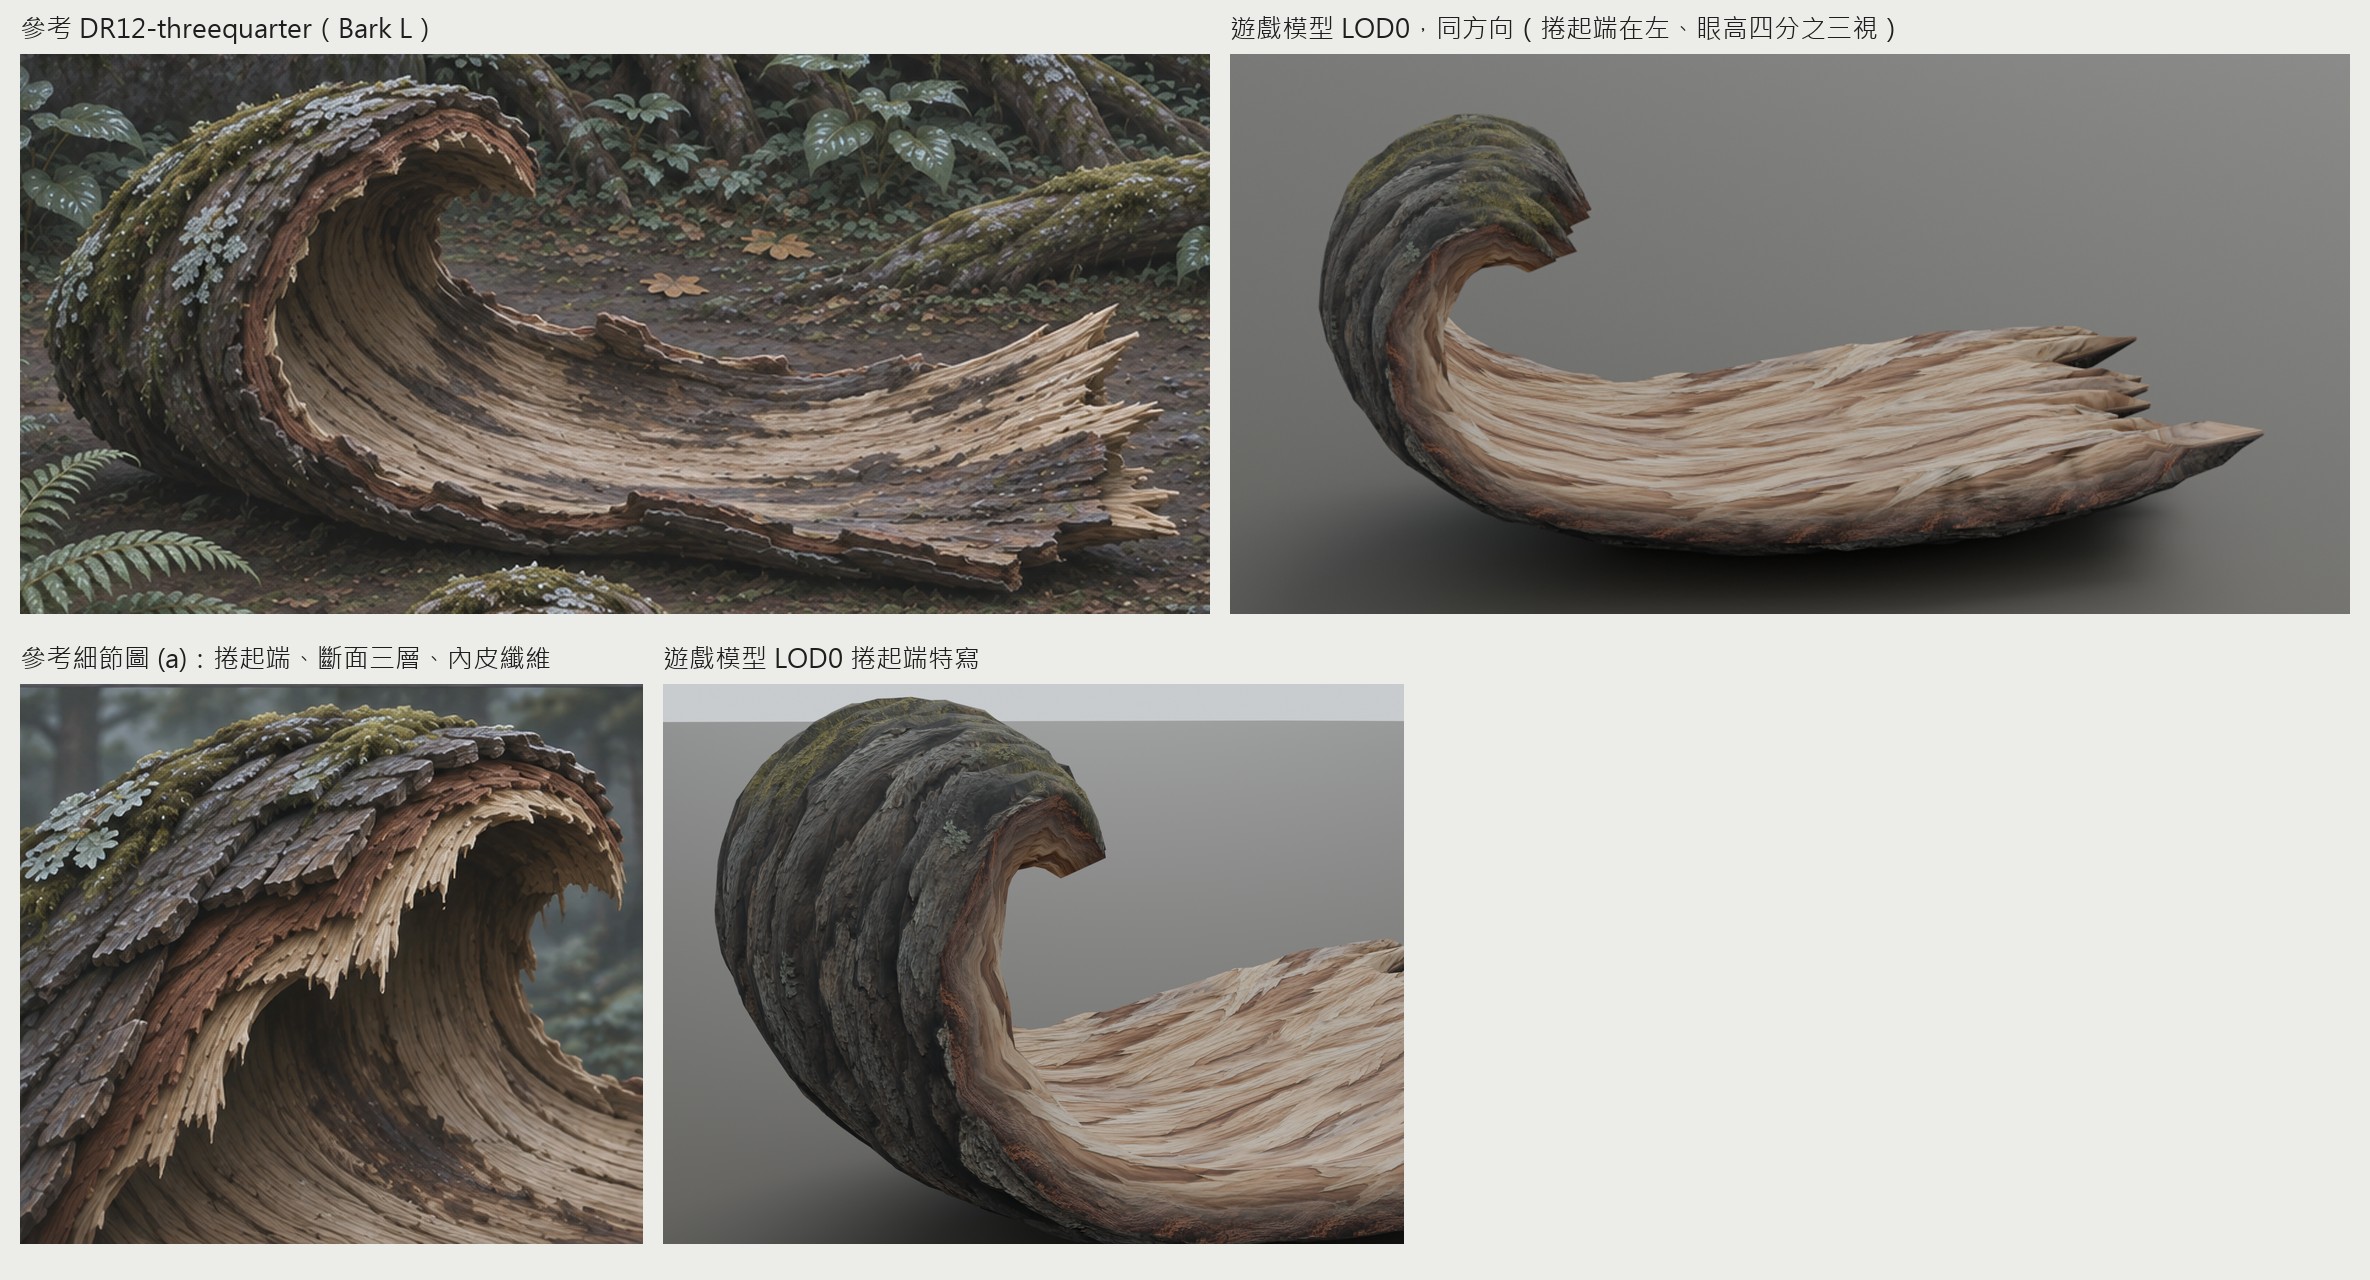 參考 DR12-threequarter ( Bark L )
遊戲模型 LOD0，同方向 ( 捲起端在左、眼高四分之三視 )
參考細節圖 (a)：捲起端、斷面三層、內皮纖維
遊戲模型 LOD0 捲起端特寫